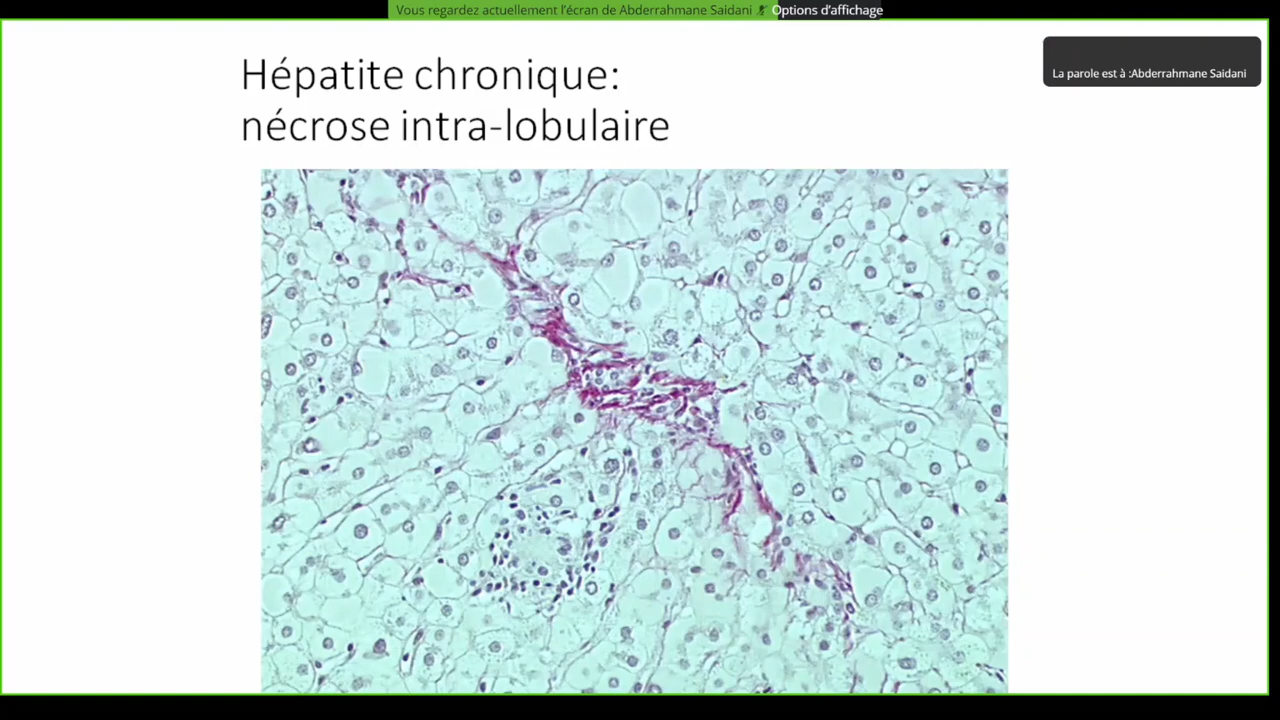 Vous regardez actuellement l'écran de Abderrahmane Saidani Options d'affichage
La parole est à :Abderrahmane Saidani
Hépatite chronique:
nécrose intra-lobulaire